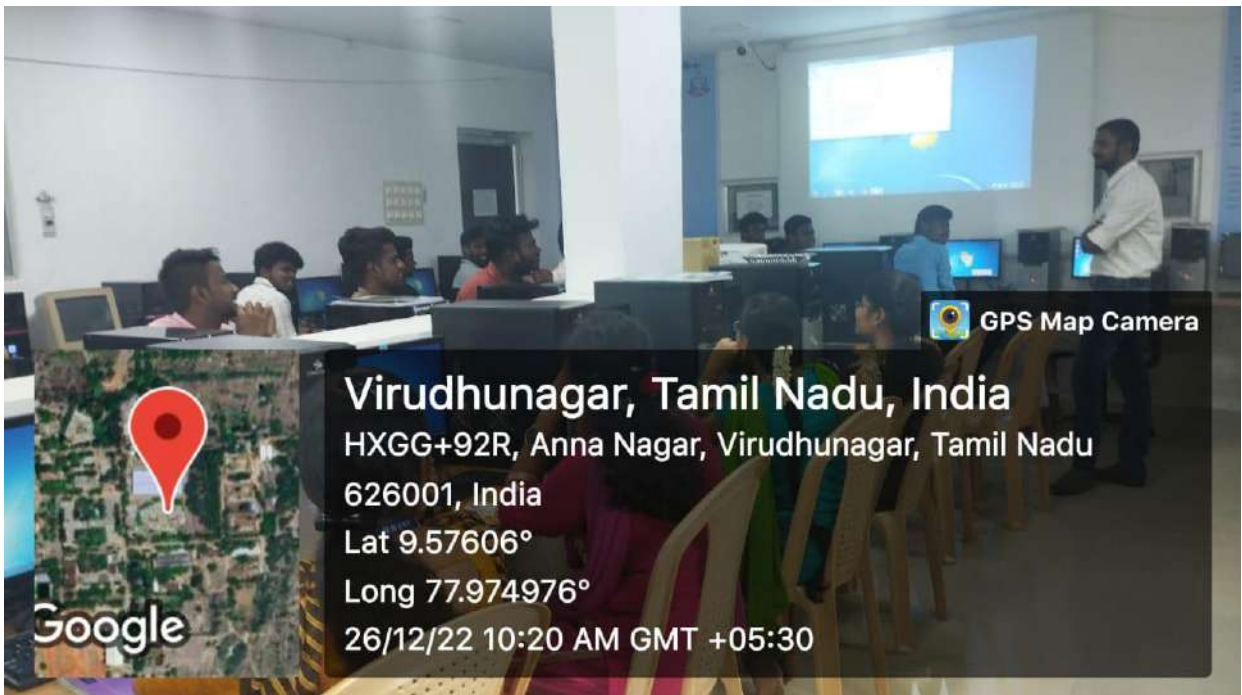 GPS Map Camera
Virudhunagar, Tamil Nadu, India
HXGG+92R, Anna Nagar, Virudhunagar, Tamil Nadu
626001, India
Lat 9.57606°
Long 77.974976°
26/12/22 10:20 AM GMT +05:30
Google